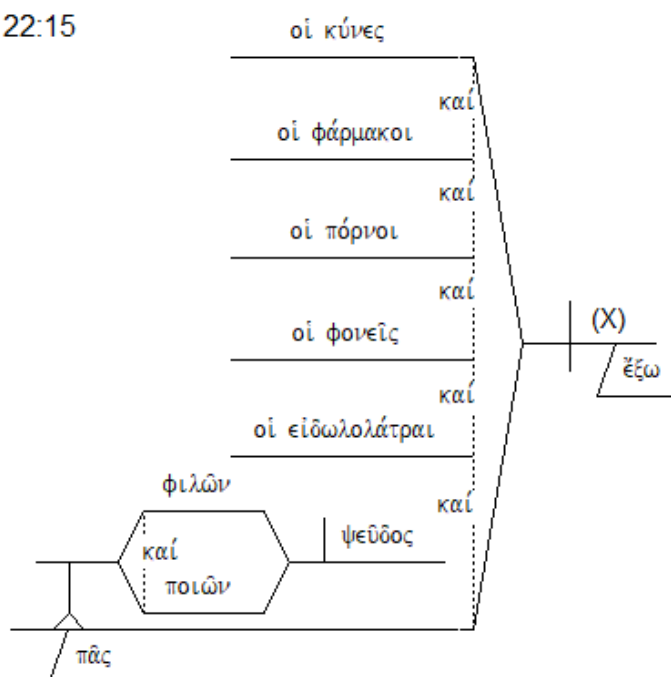 22:15
οἱ κύνες
καί
οἱ φάρμακοι
καί
οἱ πόρνοι
καί
(X)
οἱ φονεῖς
ἔξω
καί
οἱ εἰδωλολάτραι
φιλῶν
καί
ψεῦδος
καί
ποιῶν
πᾶς